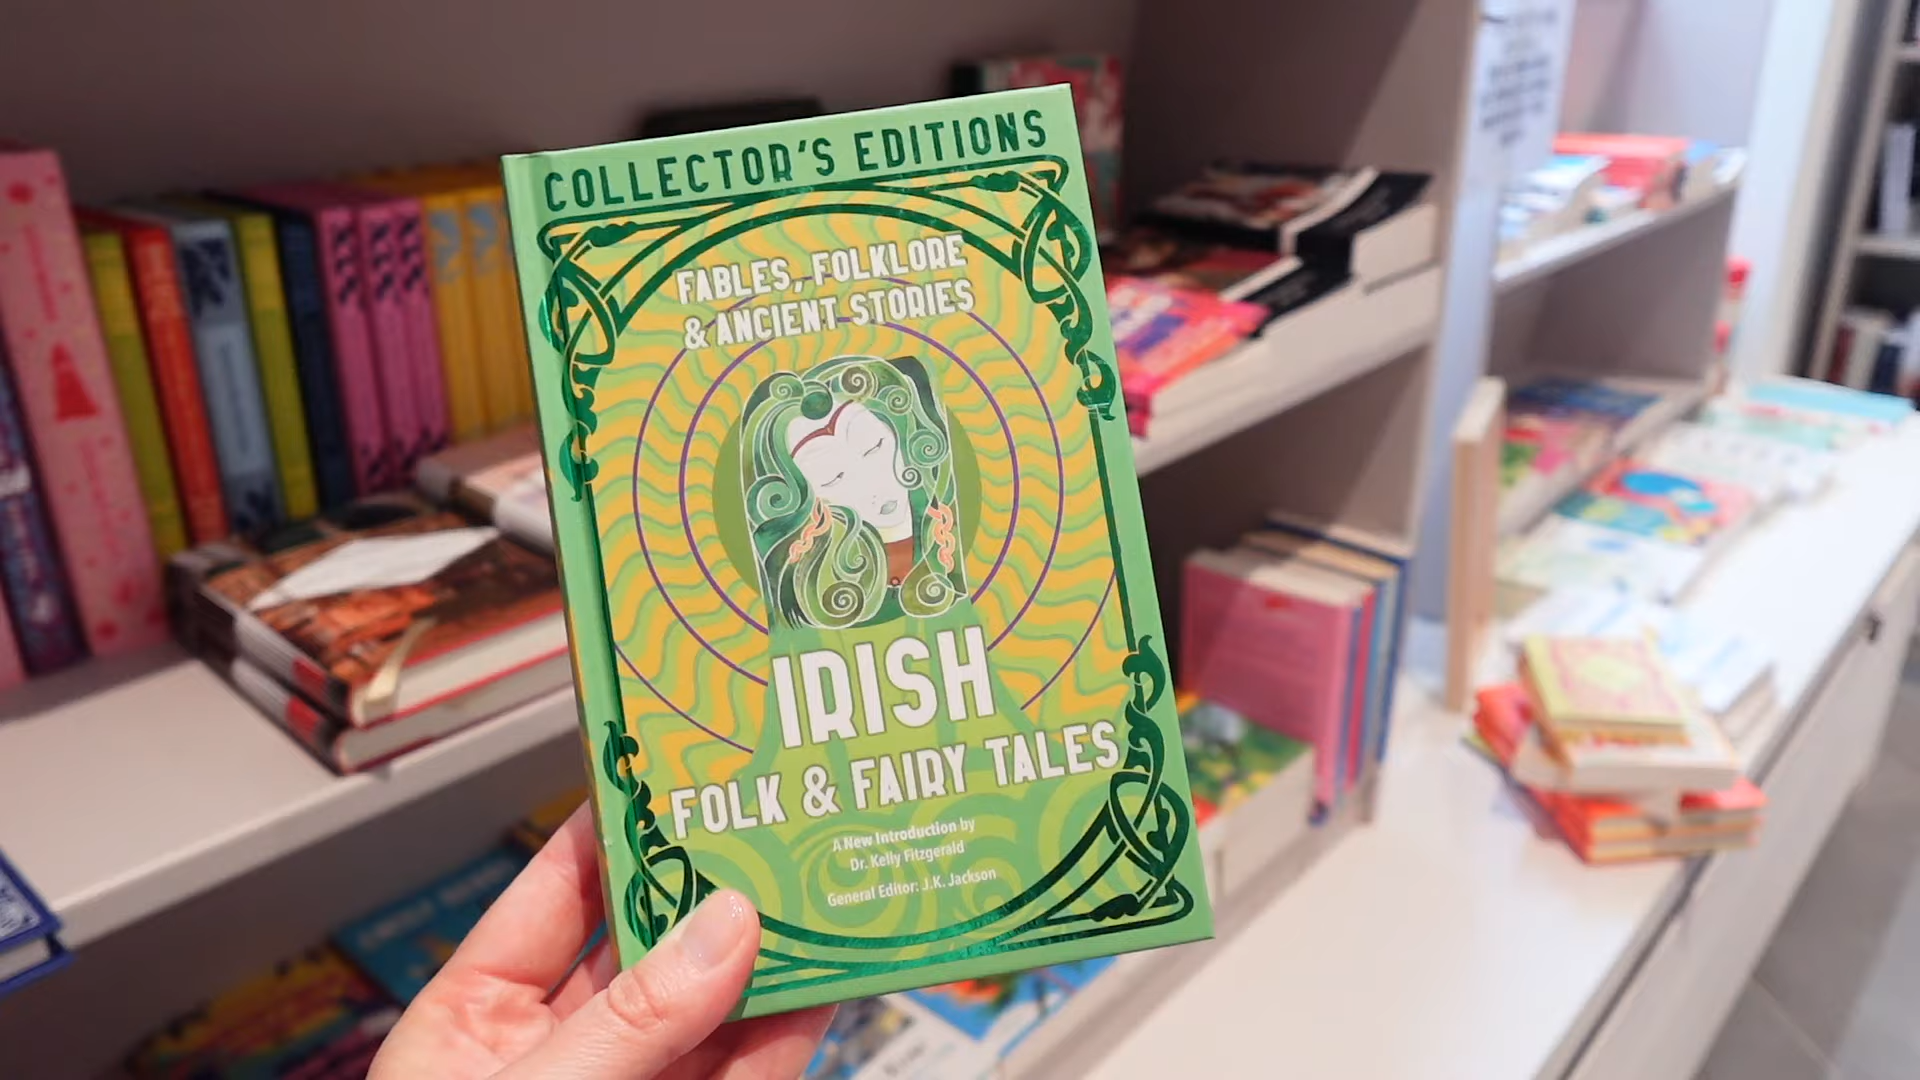 COLLECTOR'S EDITIONS
FABLES, FOLKLORE
& ANCIENT STORIES
IRISH
FOLK & FAIRY TALES
A New Introduction by
Dr. Kelly Fitzgerald
General Editor: J.K. Jackson